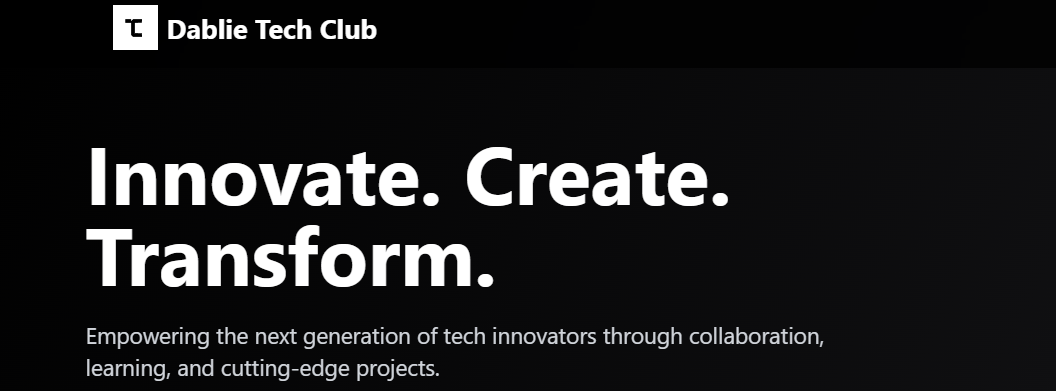 Dablie Tech Club
Innovate. Create.
Transform.
Empowering the next generation of tech innovators through collaboration,
learning, and cutting-edge projects.